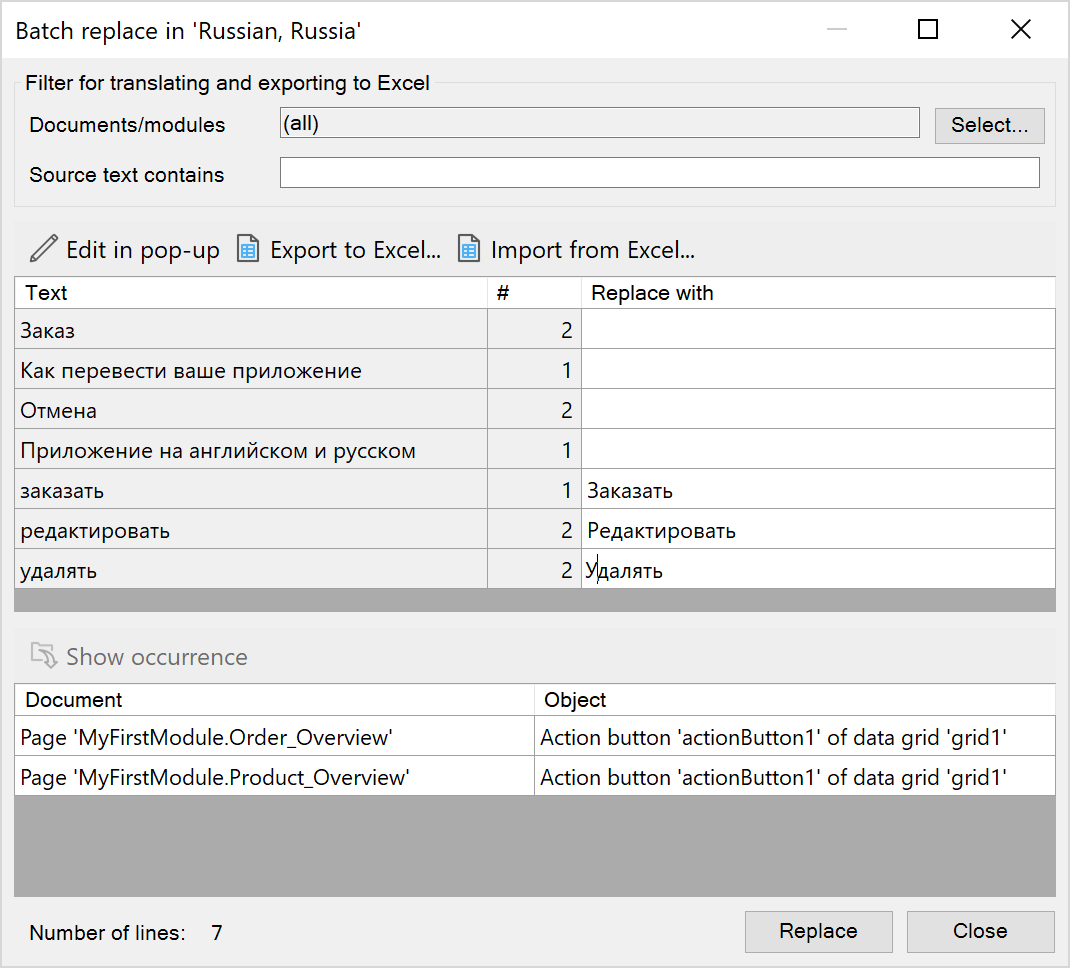 Batch replace in 'Russian, Russia'
Filter for translating and exporting to Excel
Documents/modules (all) Select...
Source text contains
Edit in pop-up Export to Excel... Import from Excel...
Text # Replace with
Заказ 2
Как перевести ваше приложение 1
Отмена 2
Приложение на английском и русском 1
заказать 1 Заказать
редактировать 2 Редактировать
удалять 2 Удалять
Show occurrence
Document Object
Page 'MyFirstModule.Order_Overview' Action button 'actionButton1' of data grid 'grid1'
Page 'MyFirstModule.Product_Overview' Action button 'actionButton1' of data grid 'grid1'
Number of lines: 7 Replace Close